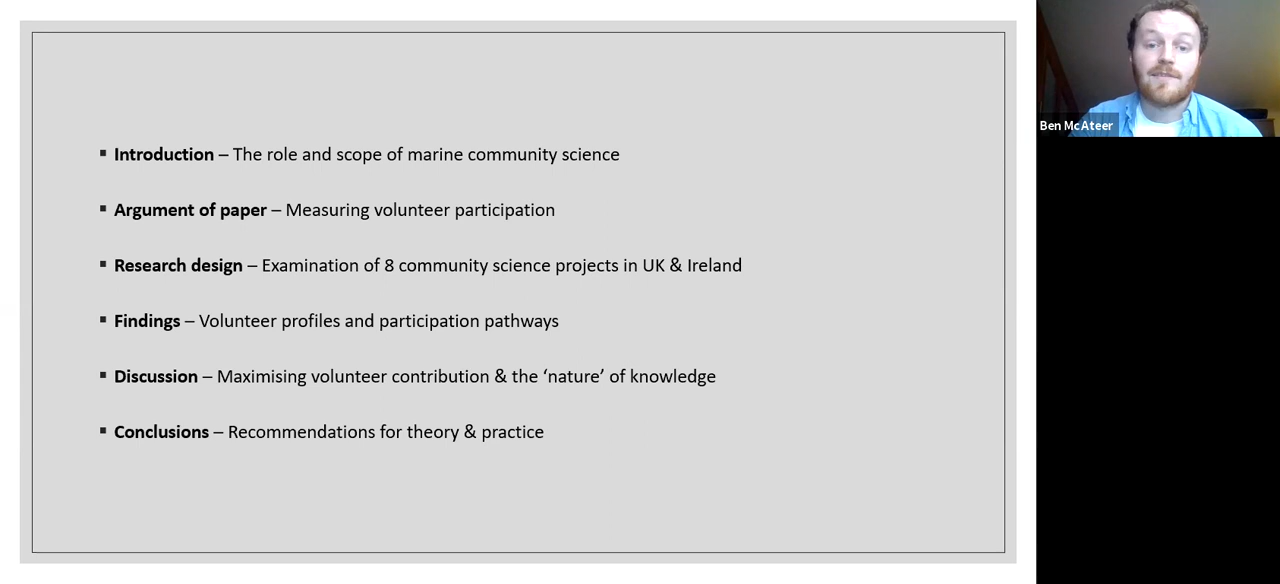 ▪ Introduction – The role and scope of marine community science
▪ Argument of paper – Measuring volunteer participation
▪ Research design – Examination of 8 community science projects in UK & Ireland
▪ Findings – Volunteer profiles and participation pathways
▪ Discussion – Maximising volunteer contribution & the ‘nature’ of knowledge
▪ Conclusions – Recommendations for theory & practice
Ben McAteer